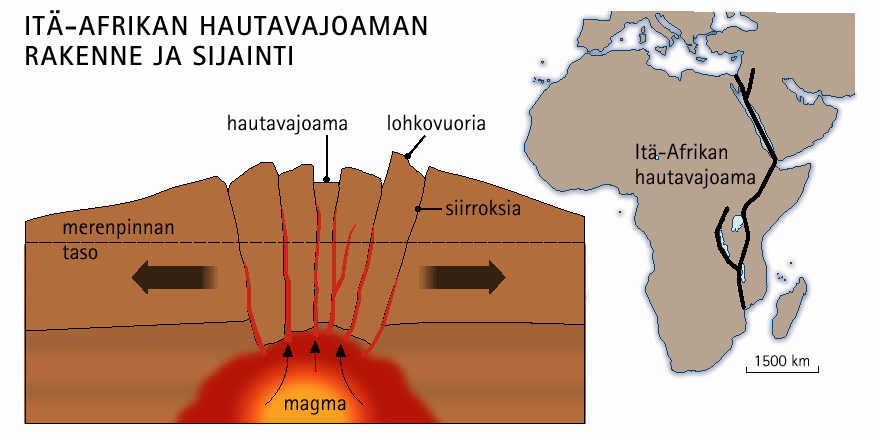 ITÄ-AFRIKAN HAUTAVAJOAMAN
RAKENNE JA SIJAINTI
hautavajoama
lohkovuoria
siirroksia
merenpinnan
taso
magma
Itä-Afrikan
hautavajoama
1500 km